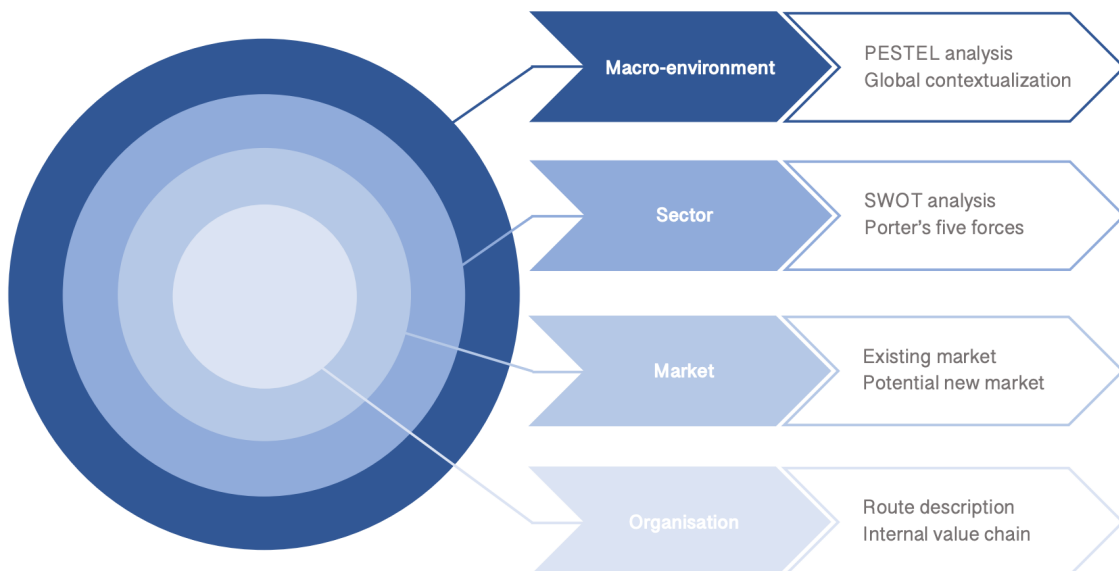 Macro-environment
PESTEL analysis
Global contextualization
Sector
SWOT analysis
Porter's five forces
Market
Existing market
Potential new market
Organisation
Route description
Internal value chain